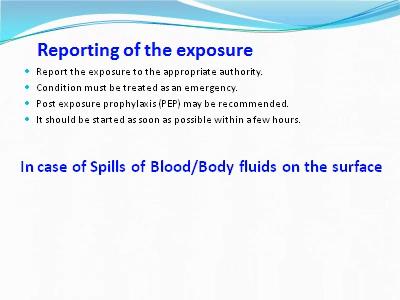 Reporting of the exposure
Report the exposure to the appropriate authority.
Condition must be treated as an emergency.
Post exposure prophylaxis (PEP) may be recommended.
It should be started as soon as possible within a few hours.
In case of Spills of Blood/Body fluids on the surface